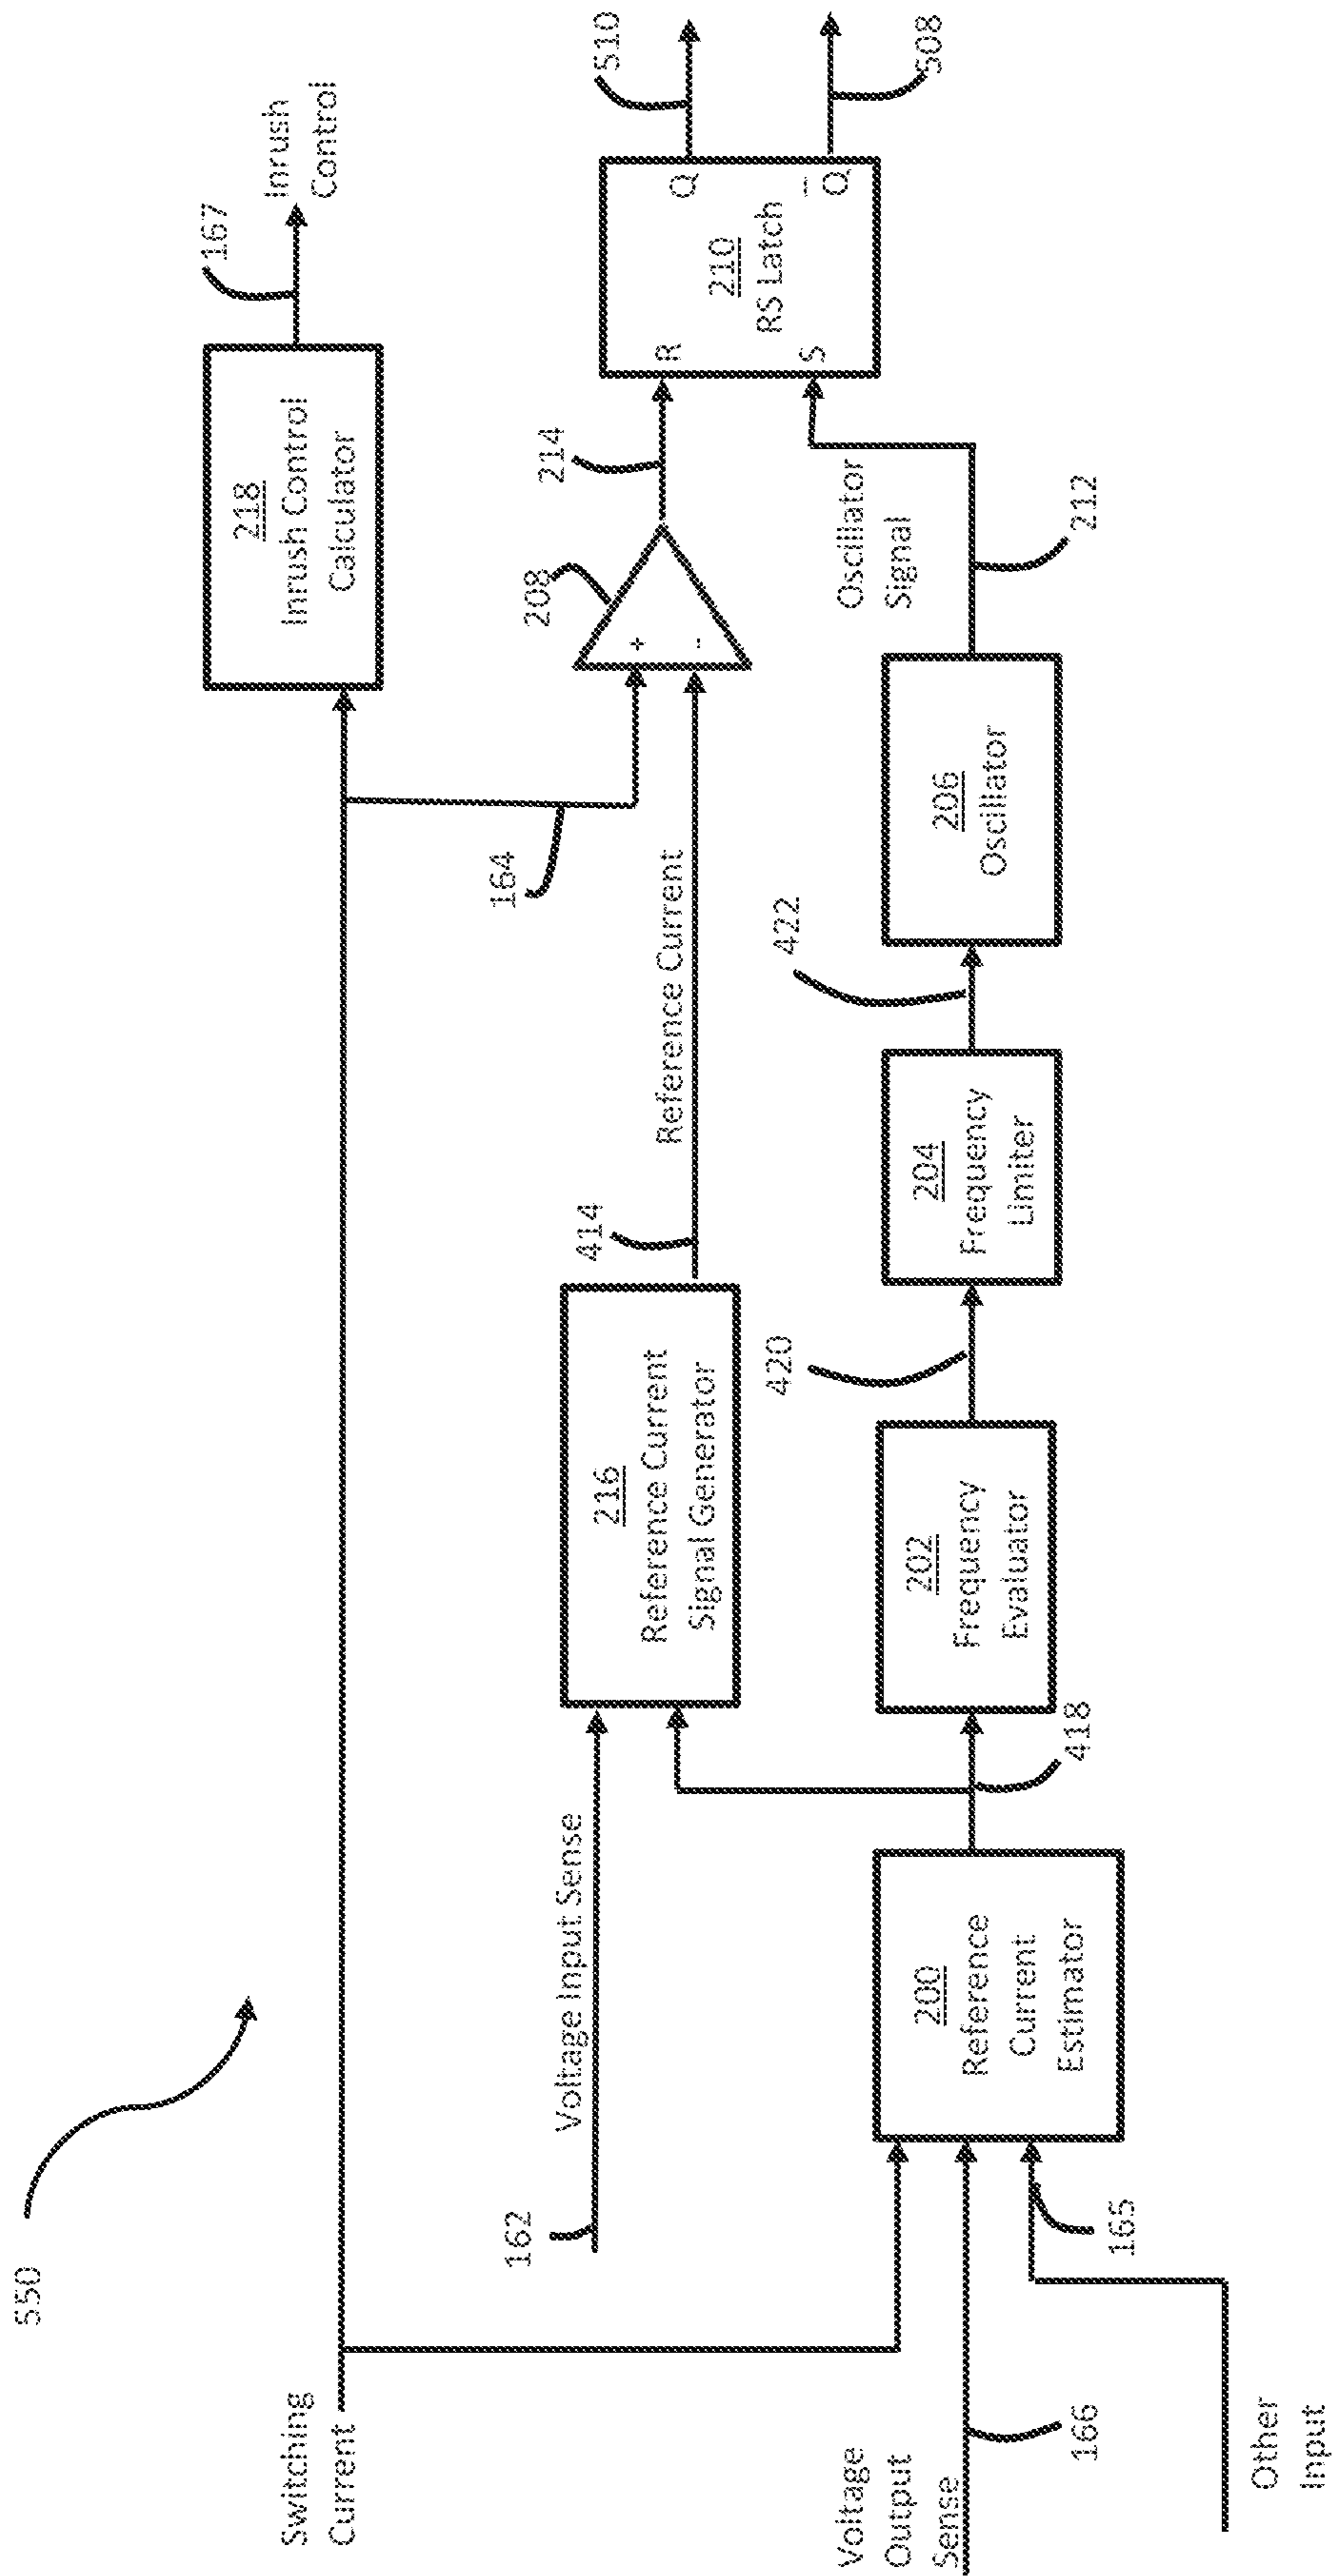 550
Switching
Current
167
Inrush
Control
218
Inrush Control
Calculator
164
162
Voltage Input Sense
216
Reference Current
Signal Generator
414
Reference Current
208
+
-
214
R
S
210
RS Latch
Q
Q̅
510
508
Voltage
Output
Sense
166
Other
Input
165
200
Reference
Current
Estimator
418
202
Frequency
Evaluator
420
204
Frequency
Limiter
422
206
Oscillator
212
Oscillator
Signal